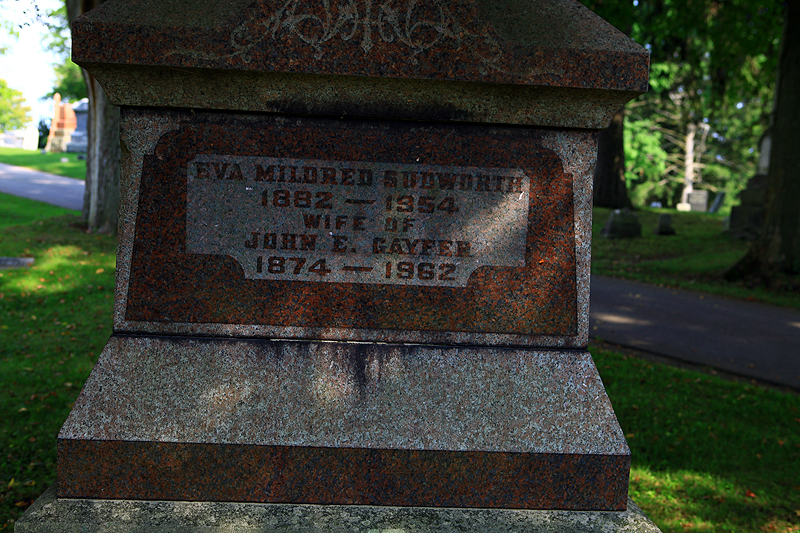 EVA MILDRED SUDWORTH
1882 — 1954
WIFE OF
JOHN E. GAYFER
1874 — 1962